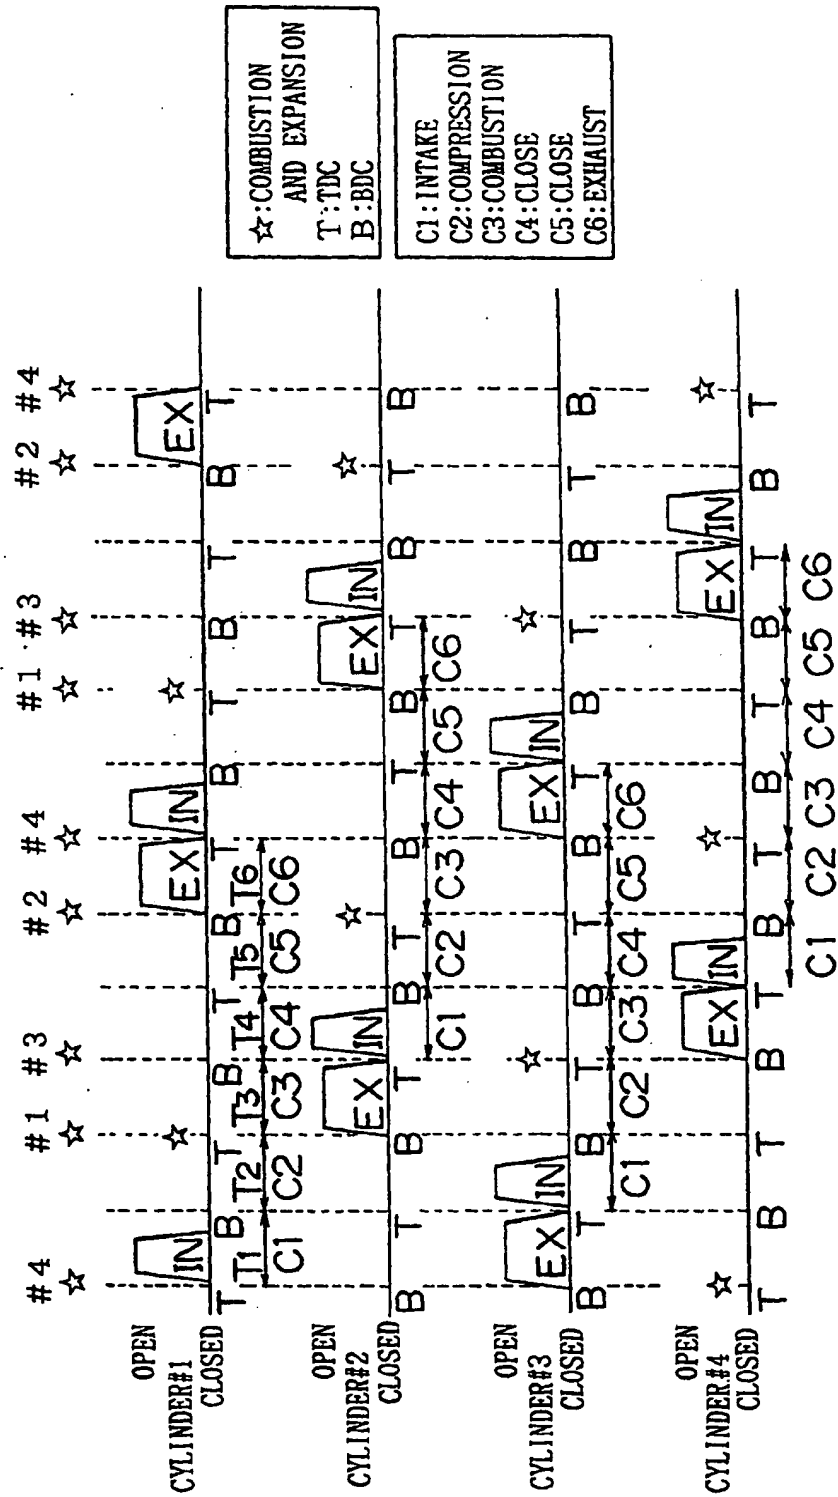 #4 #1 #3 #2 #4 #1 #3 #2 #4
☆ ☆ ☆ ☆ ☆ ☆ ☆ ☆ ☆
OPEN
CYLINDER#1
CLOSED
IN ☆ EX IN ☆ EX
T B T B T B T B T B T B T
T1 T2 T3 T4 T5 T6
C1 C2 C3 C4 C5 C6
OPEN
CYLINDER#2
CLOSED
EX IN ☆ EX IN ☆
B T B T B T B T B T B T B
C1 C2 C3 C4 C5 C6
OPEN
CYLINDER#3
CLOSED
EX IN ☆ EX IN ☆
B T B T B T B T B T B T B
C1 C2 C3 C4 C5 C6
OPEN
CYLINDER#4
CLOSED
☆ EX IN ☆ EX IN ☆
T B T B T B T B T B T B T
C1 C2 C3 C4 C5 C6
☆:COMBUSTION
AND EXPANSION
T:TDC
B:BDC
C1:INTAKE
C2:COMPRESSION
C3:COMBUSTION
C4:CLOSE
C5:CLOSE
C6:EXHAUST